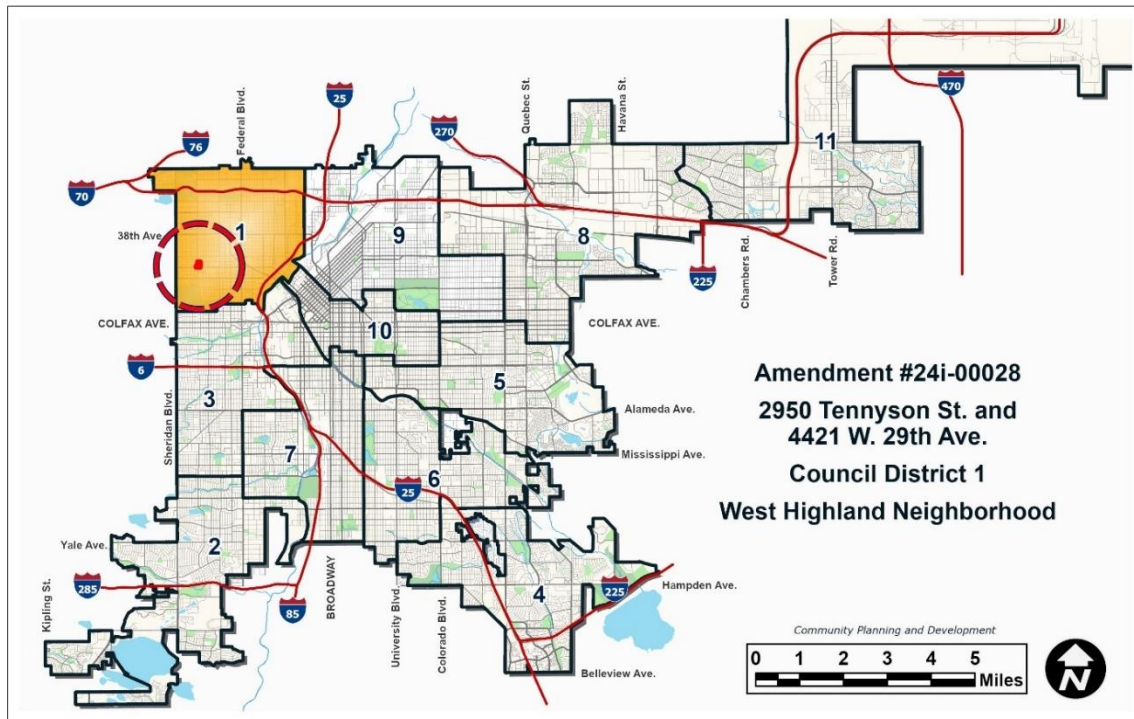 Federal Blvd.
25
Quebec St.
Havana St.
470
270
76
11
70
38th Ave.
1
9
8
Chambers Rd.
Tower Rd.
225
COLFAX AVE.
10
COLFAX AVE.
6
5
3
Sheridan Blvd.
Alameda Ave.
7
Mississippi Ave.
6
25
Yale Ave.
2
285
Kipling St.
85
BROADWAY
University Blvd.
Colorado Blvd.
4
225
Hampden Ave.
Belleview Ave.
Amendment #24i-00028
2950 Tennyson St. and
4421 W. 29th Ave.
Council District 1
West Highland Neighborhood
Community Planning and Development
0 1 2 3 4 5
Miles
N